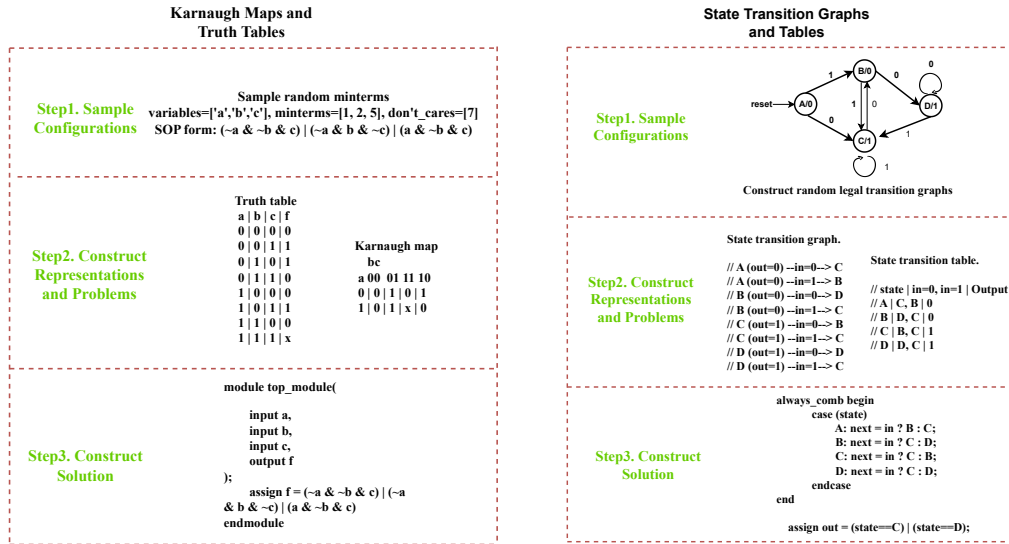 Karnaugh Maps and
Truth Tables
Step1. Sample
Configurations
Sample random minterms
variables=['a','b','c'], minterms=[1, 2, 5], don't_cares=[7]
SOP form: (~a & ~b & c) | (~a & b & ~c) | (a & ~b & c)
Step2. Construct
Representations
and Problems
Truth table
a | b | c | f
0 | 0 | 0 | 0
0 | 0 | 1 | 1
0 | 1 | 0 | 1
0 | 1 | 1 | 0
1 | 0 | 0 | 0
1 | 0 | 1 | 1
1 | 1 | 0 | 0
1 | 1 | 1 | x
Karnaugh map
bc
a 00 01 11 10
0 | 0 | 1 | 0 | 1
1 | 0 | 1 | x | 0
Step3. Construct
Solution
module top_module(
input a,
input b,
input c,
output f
);
assign f = (~a & ~b & c) | (~a
& b & ~c) | (a & ~b & c)
endmodule
State Transition Graphs
and Tables
Step1. Sample
Configurations
reset
A/0
1
0
B/0
1
0
0
0
D/1
1
C/1
1
Construct random legal transition graphs
Step2. Construct
Representations
and Problems
State transition graph.
// A (out=0) --in=0--> C
// A (out=0) --in=1--> B
// B (out=0) --in=0--> D
// B (out=0) --in=1--> C
// C (out=1) --in=0--> B
// C (out=1) --in=1--> C
// D (out=1) --in=0--> D
// D (out=1) --in=1--> C
State transition table.
// state | in=0, in=1 | Output
// A | C, B | 0
// B | D, C | 0
// C | B, C | 1
// D | D, C | 1
Step3. Construct
Solution
always_comb begin
case (state)
A: next = in ? B : C;
B: next = in ? C : D;
C: next = in ? C : B;
D: next = in ? C : D;
endcase
end
assign out = (state==C) | (state==D);